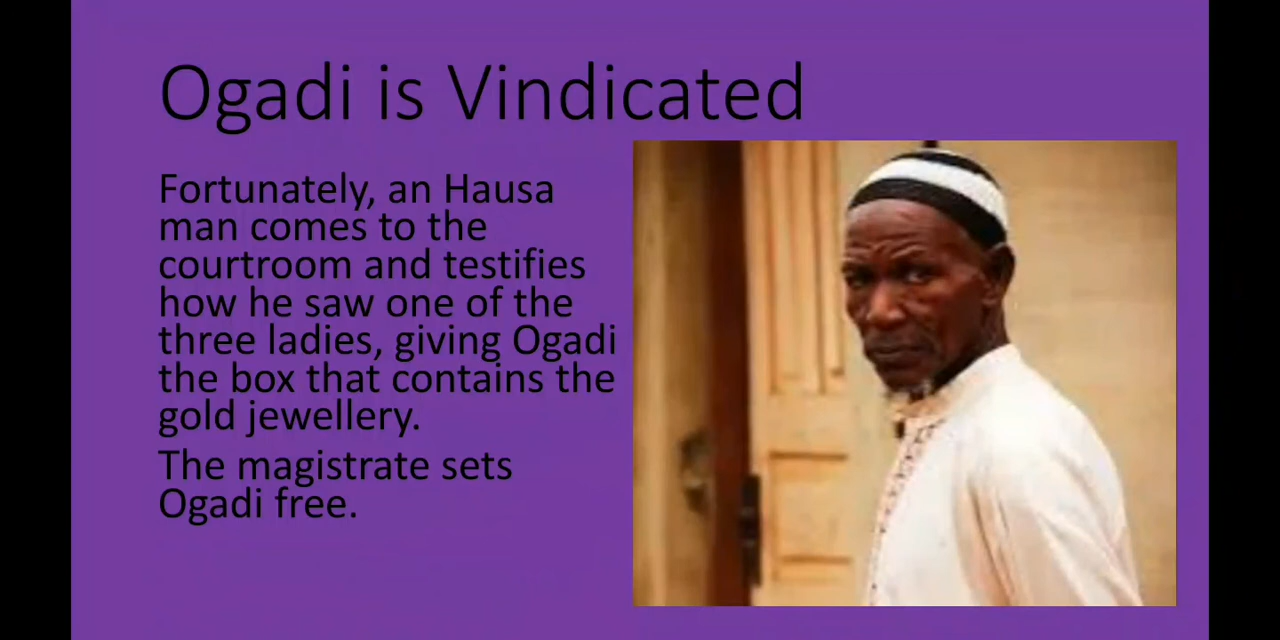 Ogadi is Vindicated
Fortunately, an Hausa
man comes to the
courtroom and testifies
how he saw one of the
three ladies, giving Ogadi
the box that contains the
gold jewellery.
The magistrate sets
Ogadi free.